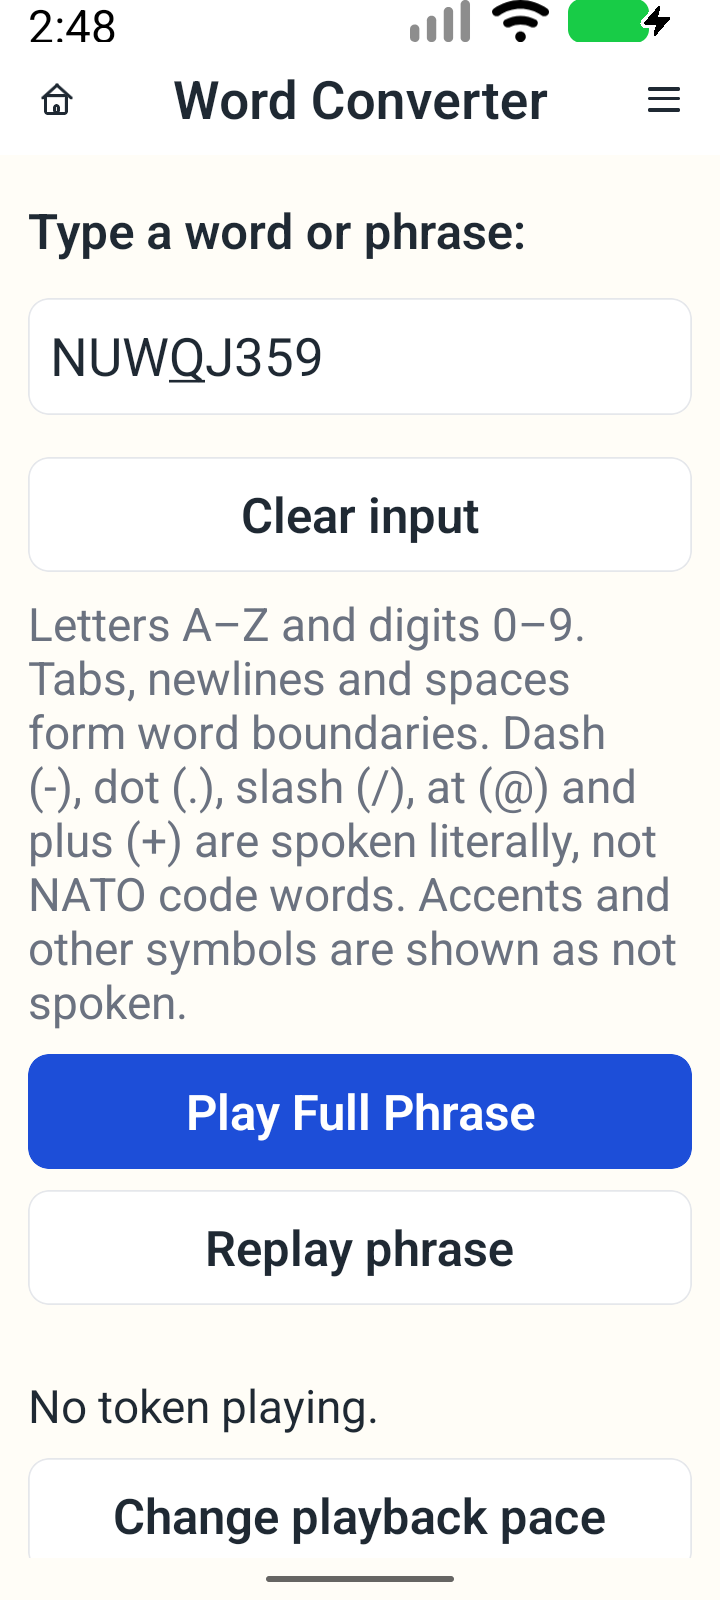 2:48
Word Converter
Type a word or phrase:
NUWQJ359
Clear input
Letters A–Z and digits 0–9.
Tabs, newlines and spaces
form word boundaries. Dash
(-), dot (.), slash (/), at (@) and
plus (+) are spoken literally, not
NATO code words. Accents and
other symbols are shown as not
spoken.
Play Full Phrase
Replay phrase
No token playing.
Change playback pace